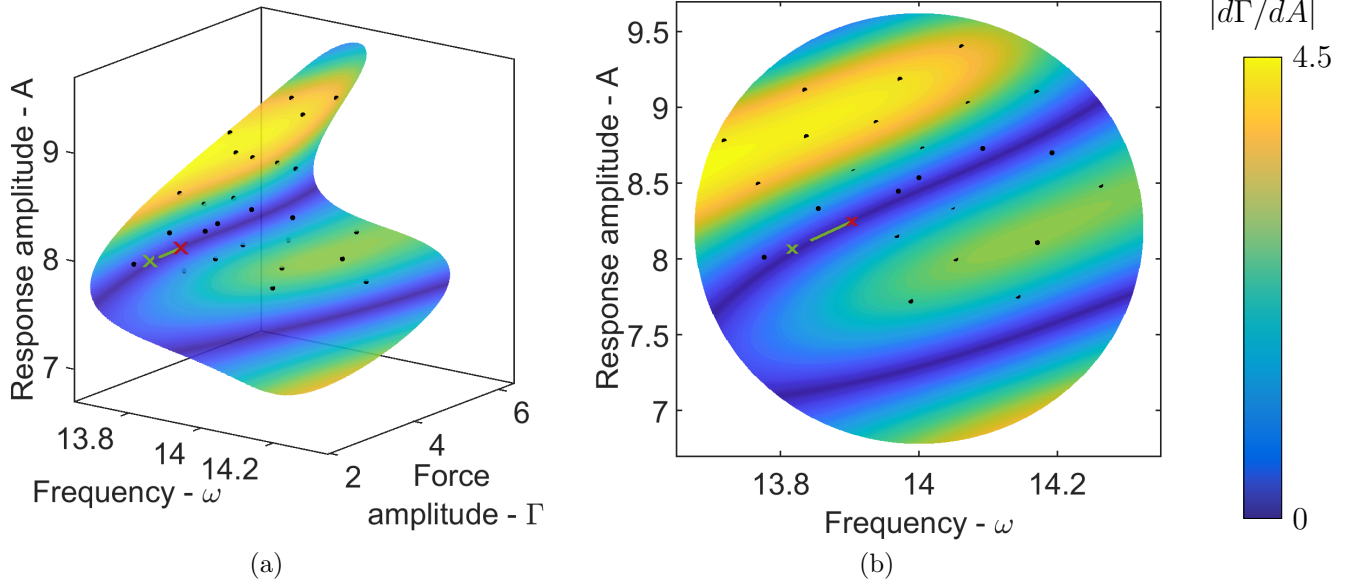 Response amplitude - A
9
8
7
13.8
14
14.2
Frequency - ω
2
4
6
Force
amplitude - Γ
(a)
Response amplitude - A
9.5
9
8.5
8
7.5
7
13.8
14
14.2
Frequency - ω
(b)
|dΓ/dA|
4.5
0